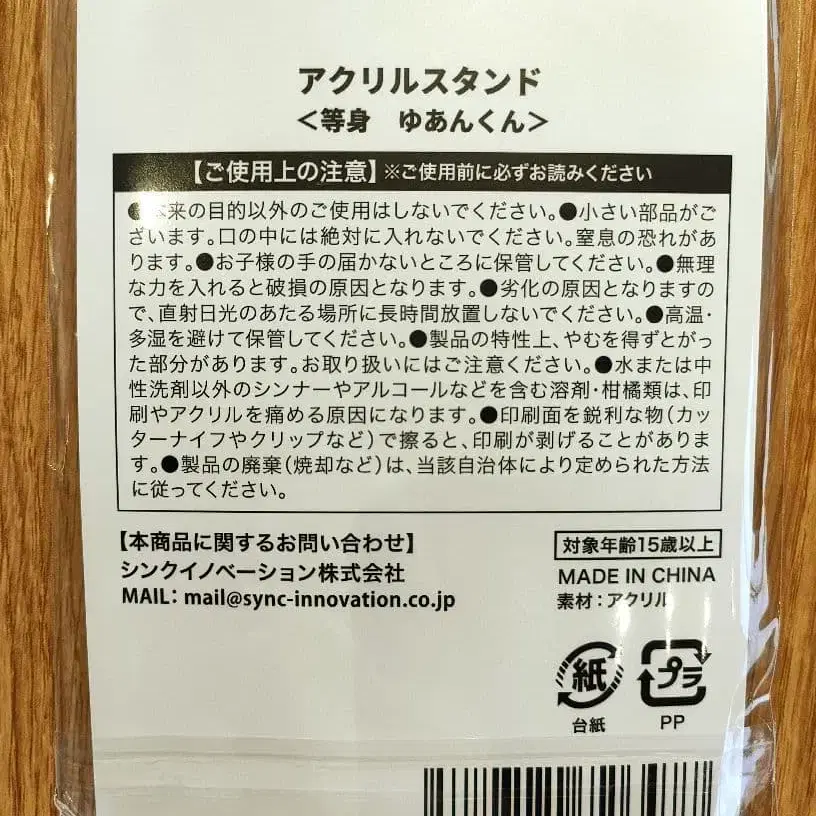 アクリルスタンド
<等身　ゆあんくん>
【ご使用上の注意】※ご使用前に必ずお読みください
●本来の目的以外のご使用はしないでください。●小さい部品がご
ざいます。口の中には絶対に入れないでください。窒息の恐れがあ
ります。●お子様の手の届かないところに保管してください。●無理
な力を入れると破損の原因となります。●劣化の原因となりますの
で、直射日光のあたる場所に長時間放置しないでください。●高温・
多湿を避けて保管してください。●製品の特性上、やむを得ずとがっ
た部分があります。お取り扱いにはご注意ください。●水または中
性洗剤以外のシンナーやアルコールなどを含む溶剤・柑橘類は、印
刷やアクリルを痛める原因になります。●印刷面を鋭利な物（カッ
ターナイフやクリップなど）で擦ると、印刷が剥げることがありま
す。●製品の廃棄（焼却など）は、当該自治体により定められた方法
に従ってください。
【本商品に関するお問い合わせ】
シンクイノベーション株式会社
MAIL：mail@sync-innovation.co.jp
対象年齢15歳以上
MADE IN CHINA
素材：アクリル
紙
台紙
プラ
PP